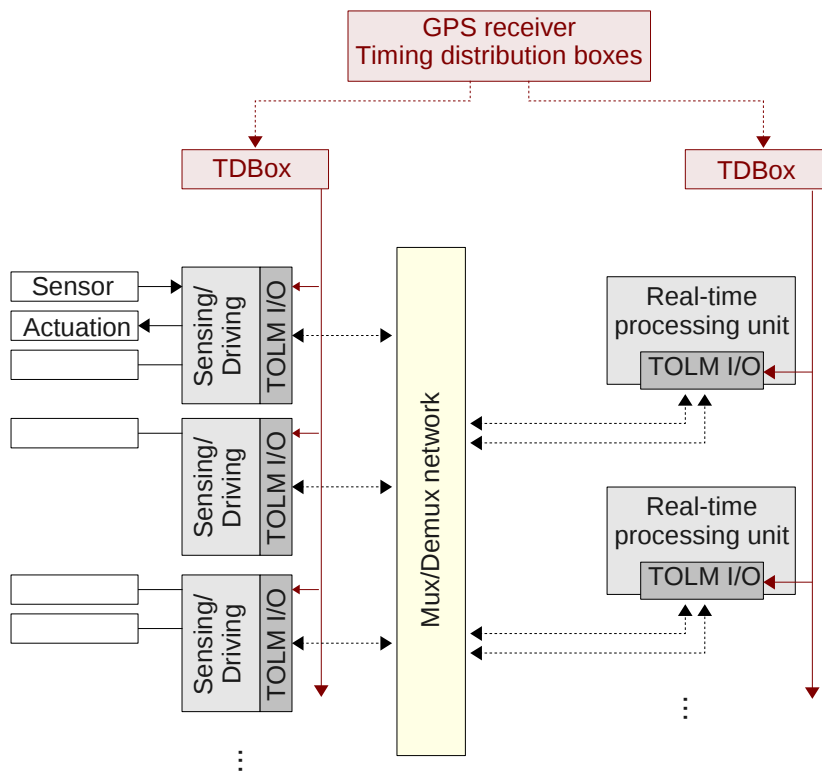 GPS receiver
Timing distribution boxes
TDBox
TDBox
Sensor
Actuation
Sensing/
Driving
TOLM I/O
Sensing/
Driving
TOLM I/O
Sensing/
Driving
TOLM I/O
...
Mux/Demux network
Real-time
processing unit
TOLM I/O
Real-time
processing unit
TOLM I/O
...